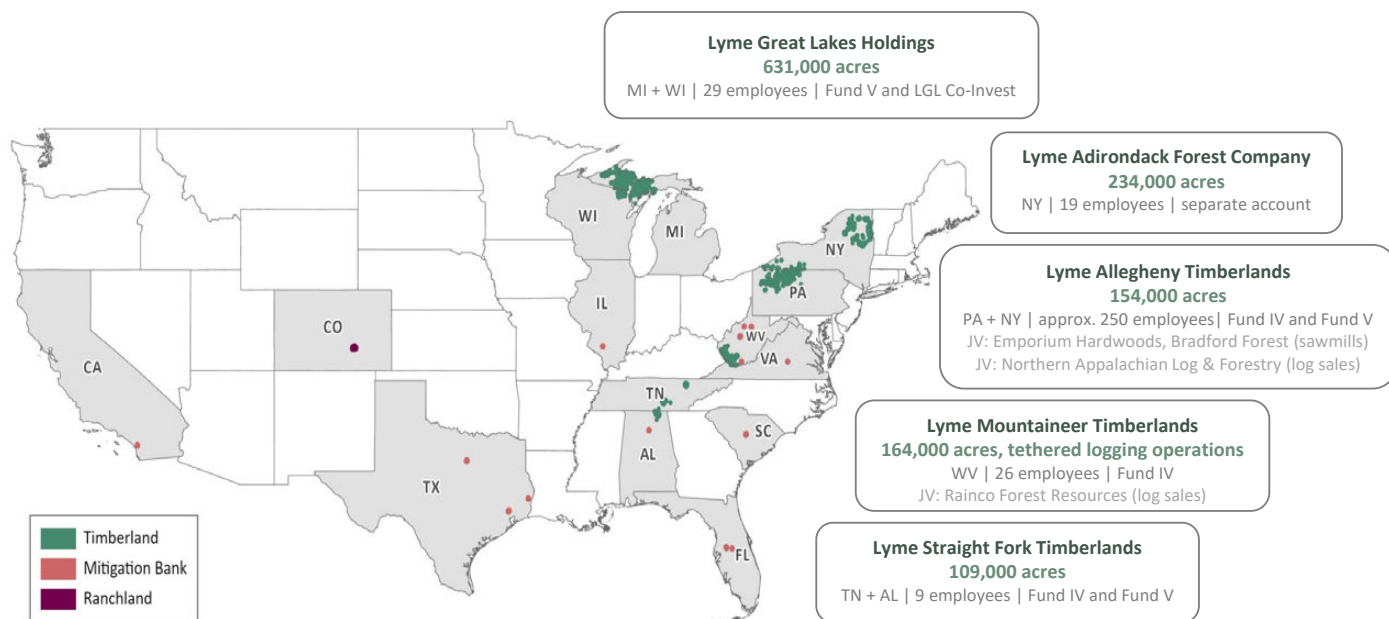 Lyme Great Lakes Holdings
631,000 acres
MI + WI | 29 employees | Fund V and LGL Co-Invest
Lyme Adirondack Forest Company
234,000 acres
NY | 19 employees | separate account
Lyme Allegheny Timberlands
154,000 acres
PA + NY | approx. 250 employees| Fund IV and Fund V
JV: Emporium Hardwoods, Bradford Forest (sawmills)
JV: Northern Appalachian Log & Forestry (log sales)
Lyme Mountaineer Timberlands
164,000 acres, tethered logging operations
WV | 26 employees | Fund IV
JV: Rainco Forest Resources (log sales)
Lyme Straight Fork Timberlands
109,000 acres
TN + AL | 9 employees | Fund IV and Fund V
WI
MI
NY
PA
IL
CO
WV
VA
CA
TN
SC
AL
TX
FL
Timberland
Mitigation Bank
Ranchland